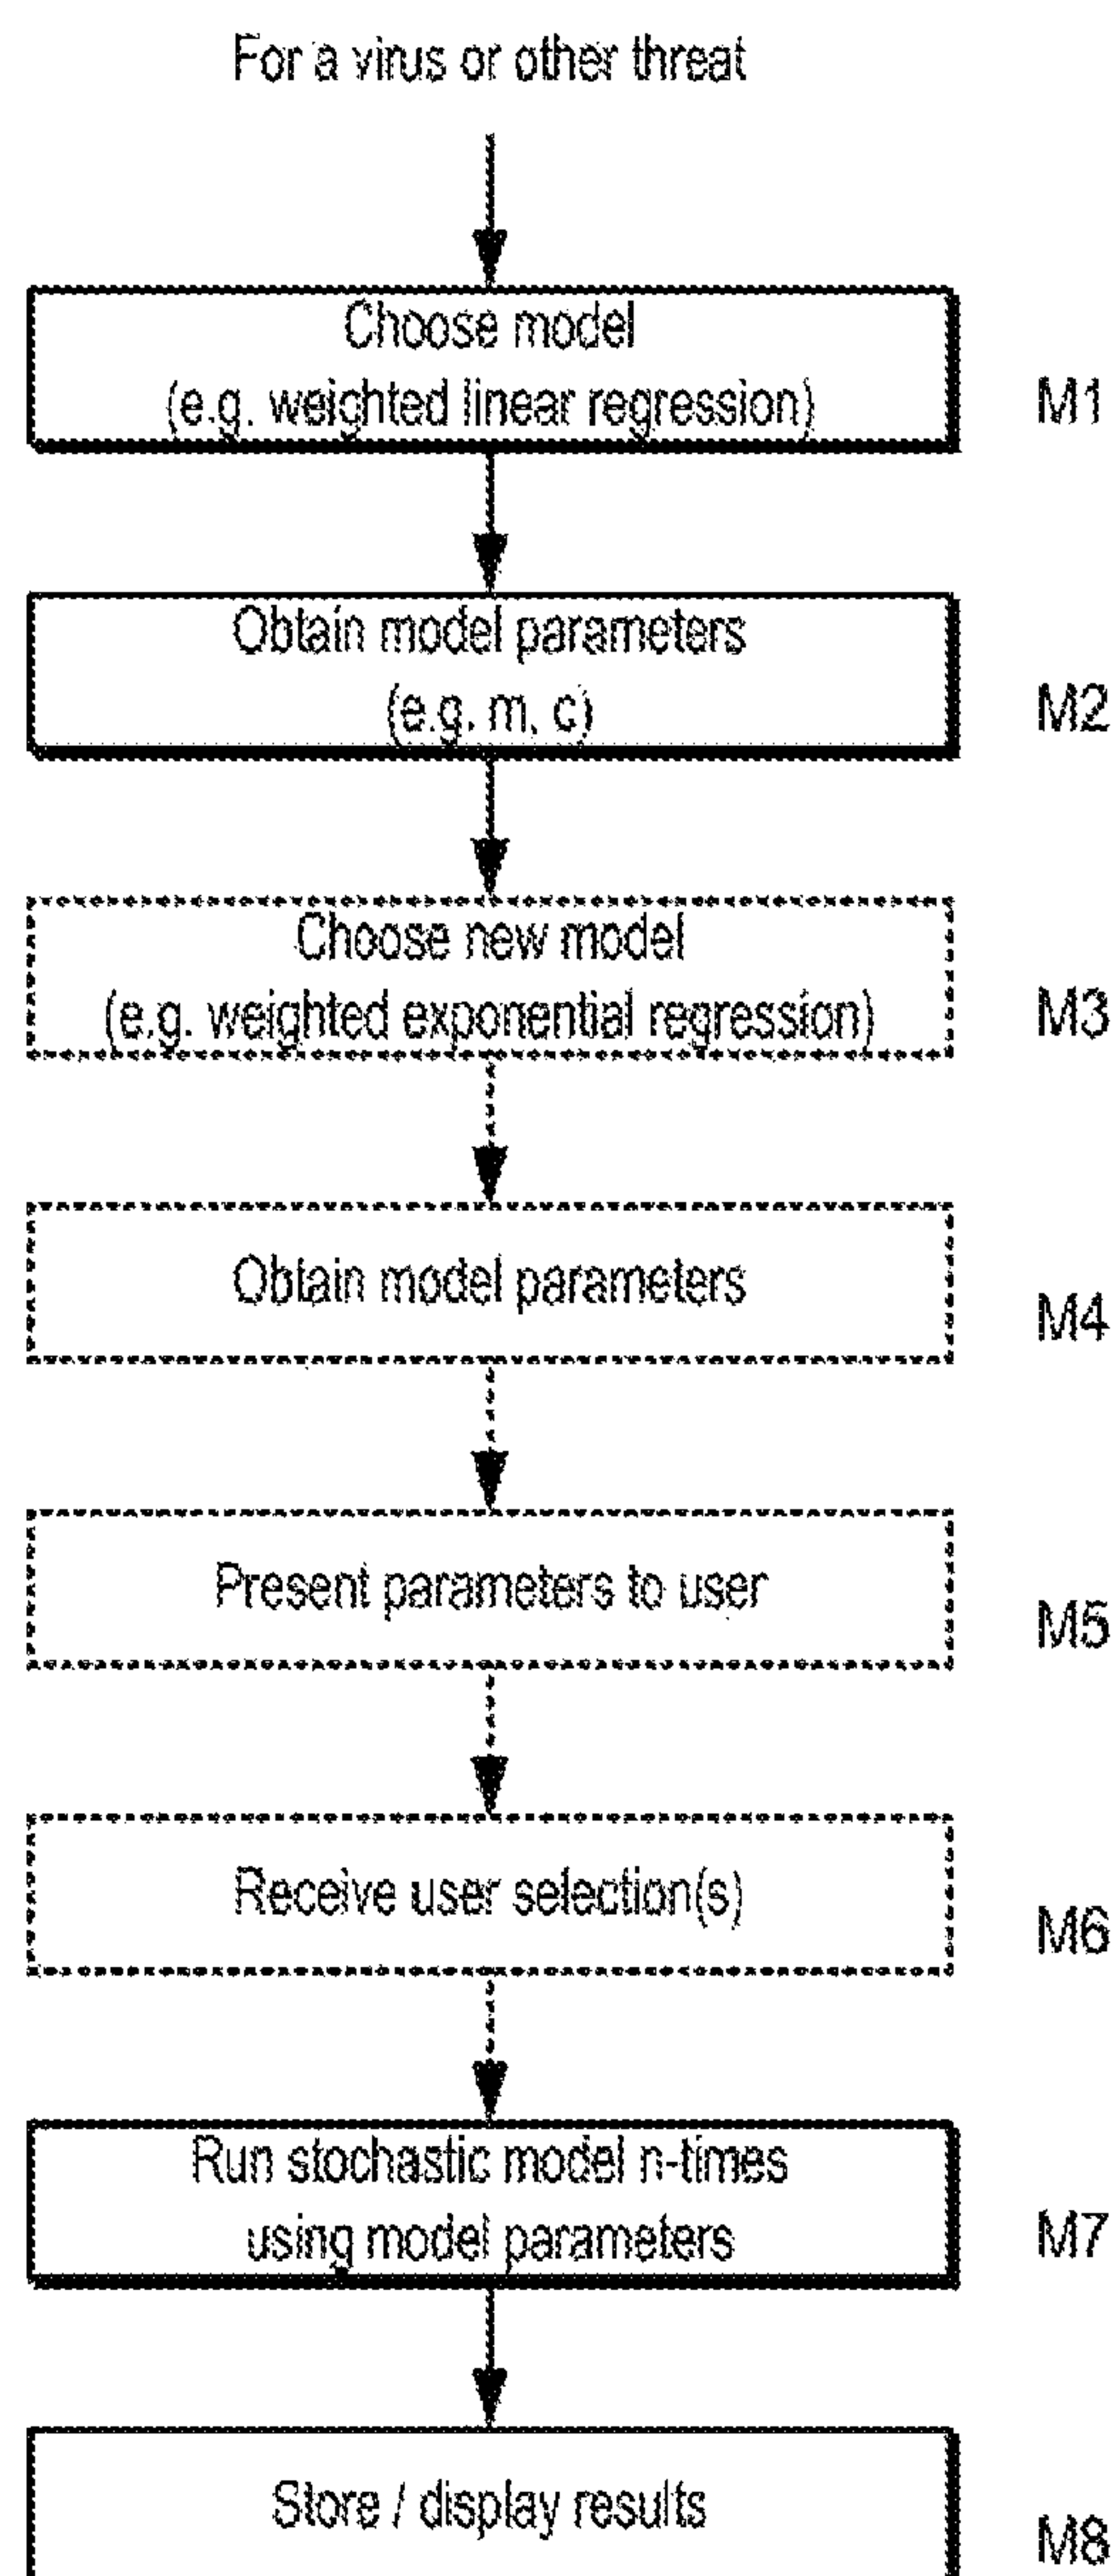 For a virus or other threat
Choose model
(e.g. weighted linear regression)
M1
Obtain model parameters
(e.g. m, c)
M2
Choose new model
(e.g. weighted exponential regression)
M3
Obtain model parameters
M4
Present parameters to user
M5
Receive user selection(s)
M6
Run stochastic model n-times
using model parameters
M7
Store / display results
M8